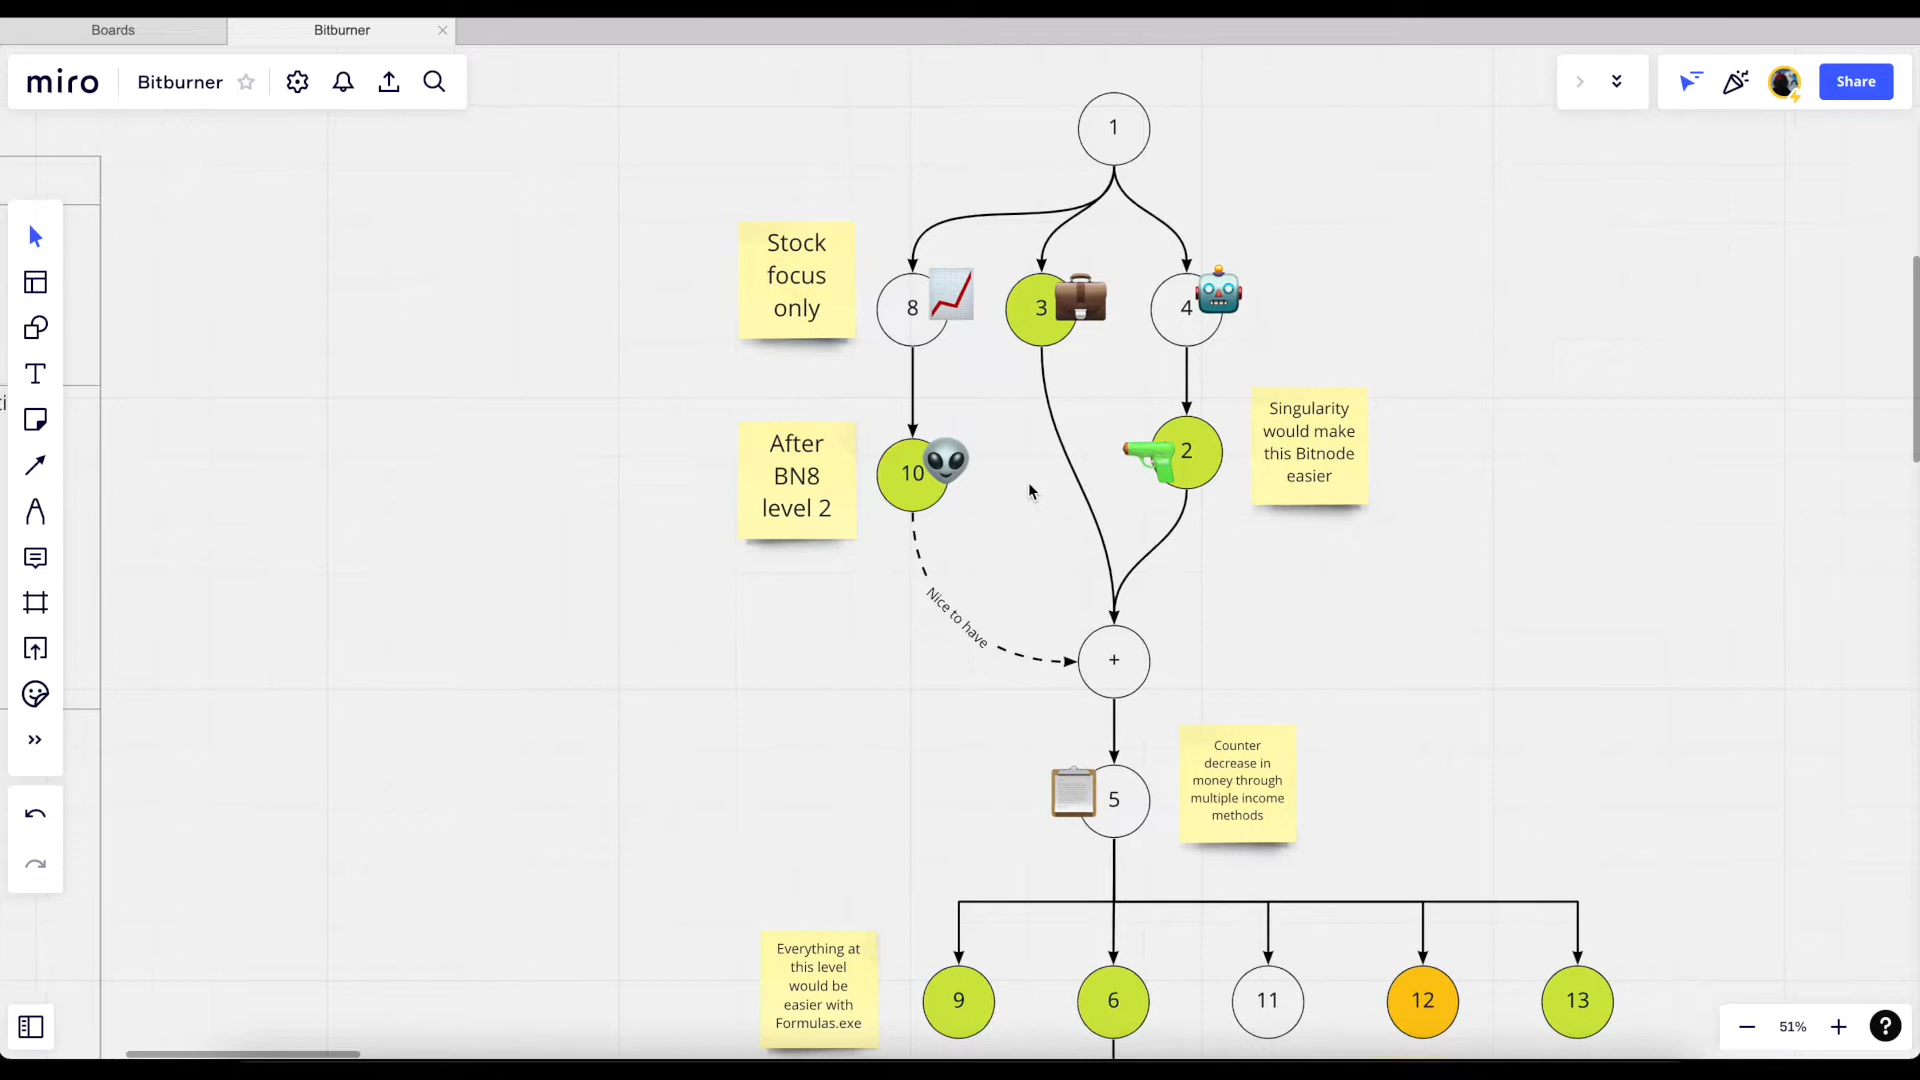 Boards
Bitburner
miro
Bitburner
Share
1
Stock
focus
only
8
3
4
After
BN8
level 2
10
2
Singularity
would make
this Bitnode
easier
Nice to have
+
5
Counter
decrease in
money through
multiple income
methods
Everything at
this level
would be
easier with
Formulas.exe
9
6
11
12
13
51%